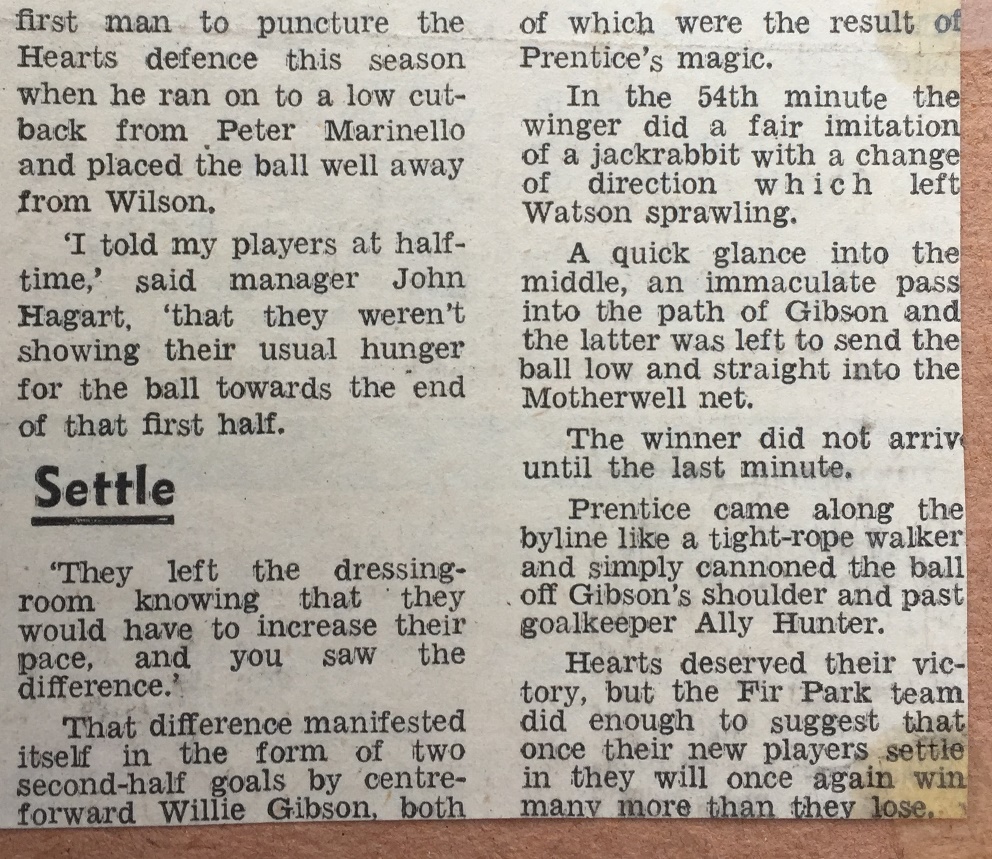 first man to puncture the
Hearts defence this season
when he ran on to a low cut-
back from Peter Marinello
and placed the ball well away
from Wilson.
‘I told my players at half-
time,’ said manager John
Hagart, ‘that they weren't
showing their usual hunger
for the ball towards the end
of that first half.
Settle
‘They left the dressing-
room knowing that they
would have to increase their
pace, and you saw the
difference.’
That difference manifested
itself in the form of two
second-half goals by centre-
forward Willie Gibson, both
of which were the result of
Prentice's magic.
In the 54th minute the
winger did a fair imitation
of a jackrabbit with a change
of direction which left
Watson sprawling.
A quick glance into the
middle, an immaculate pass
into the path of Gibson and
the latter was left to send the
ball low and straight into the
Motherwell net.
The winner did not arriv
until the last minute.
Prentice came along the
byline like a tight-rope walker
and simply cannoned the ball
off Gibson's shoulder and past
goalkeeper Ally Hunter.
Hearts deserved their vic-
tory, but the Fir Park team
did enough to suggest that
once their new players settle
in they will once again win
many more than they lose.